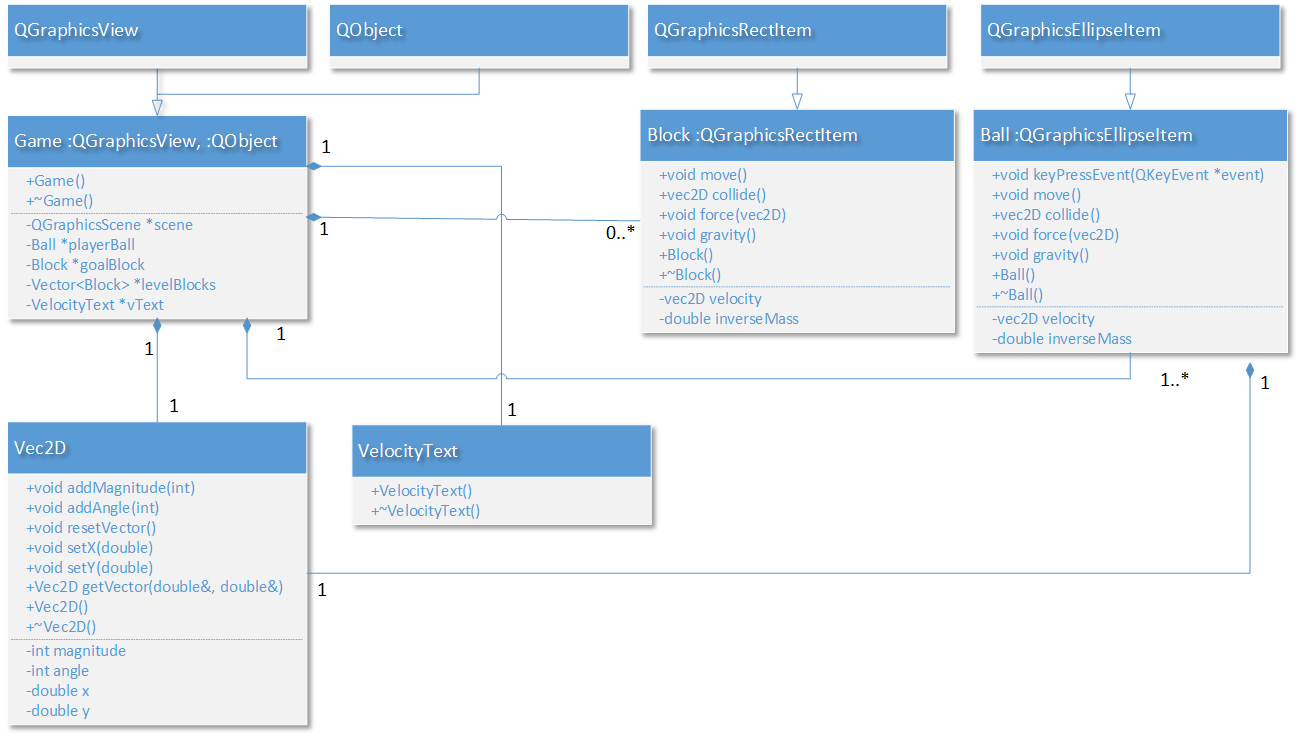 QGraphicsView
QObject
QGraphicsRectItem
QGraphicsEllipseItem
Game :QGraphicsView, :QObject
+Game()
+~Game()
-QGraphicsScene *scene
-Ball *playerBall
-Block *goalBlock
-Vector<Block> *levelBlocks
-VelocityText *vText
1
1
0..*
Block :QGraphicsRectItem
+void move()
+vec2D collide()
+void force(vec2D)
+void gravity()
+Block()
+~Block()
-vec2D velocity
-double inverseMass
Ball :QGraphicsEllipseItem
+void keyPressEvent(QKeyEvent *event)
+void move()
+vec2D collide()
+void force(vec2D)
+void gravity()
+Ball()
+~Ball()
-vec2D velocity
-double inverseMass
1
1
1..*
1
1
1
Vec2D
+void addMagnitude(int)
+void addAngle(int)
+void resetVector()
+void setX(double)
+void setY(double)
+Vec2D getVector(double&, double&)
+Vec2D()
+~Vec2D()
-int magnitude
-int angle
-double x
-double y
VelocityText
+VelocityText()
+~VelocityText()
1